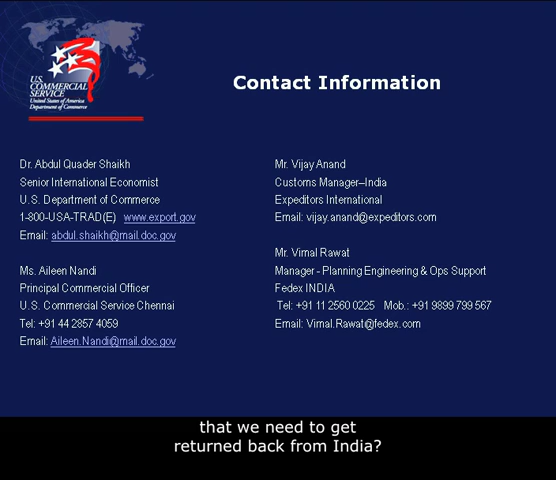 U.S.
COMMERCIAL
SERVICE
United States of America
Department of Commerce
Contact Information
Dr. Abdul Quader Shaikh
Senior International Economist
U.S. Department of Commerce
1-800-USA-TRAD(E) www.export.gov
Email: abdul.shaikh@mail.doc.gov
Ms. Aileen Nandi
Principal Commercial Officer
U.S. Commercial Service Chennai
Tel: +91 44 2857 4059
Email: Aileen.Nandi@mail.doc.gov
Mr. Vijay Anand
Customs Manager–India
Expeditors International
Email: vijay.anand@expeditors.com
Mr. Vimal Rawat
Manager - Planning Engineering & Ops Support
Fedex INDIA
Tel: +91 11 2560 0225 Mob.: +91 9899 799 567
Email: Vimal.Rawat@fedex.com
that we need to get
returned back from India?